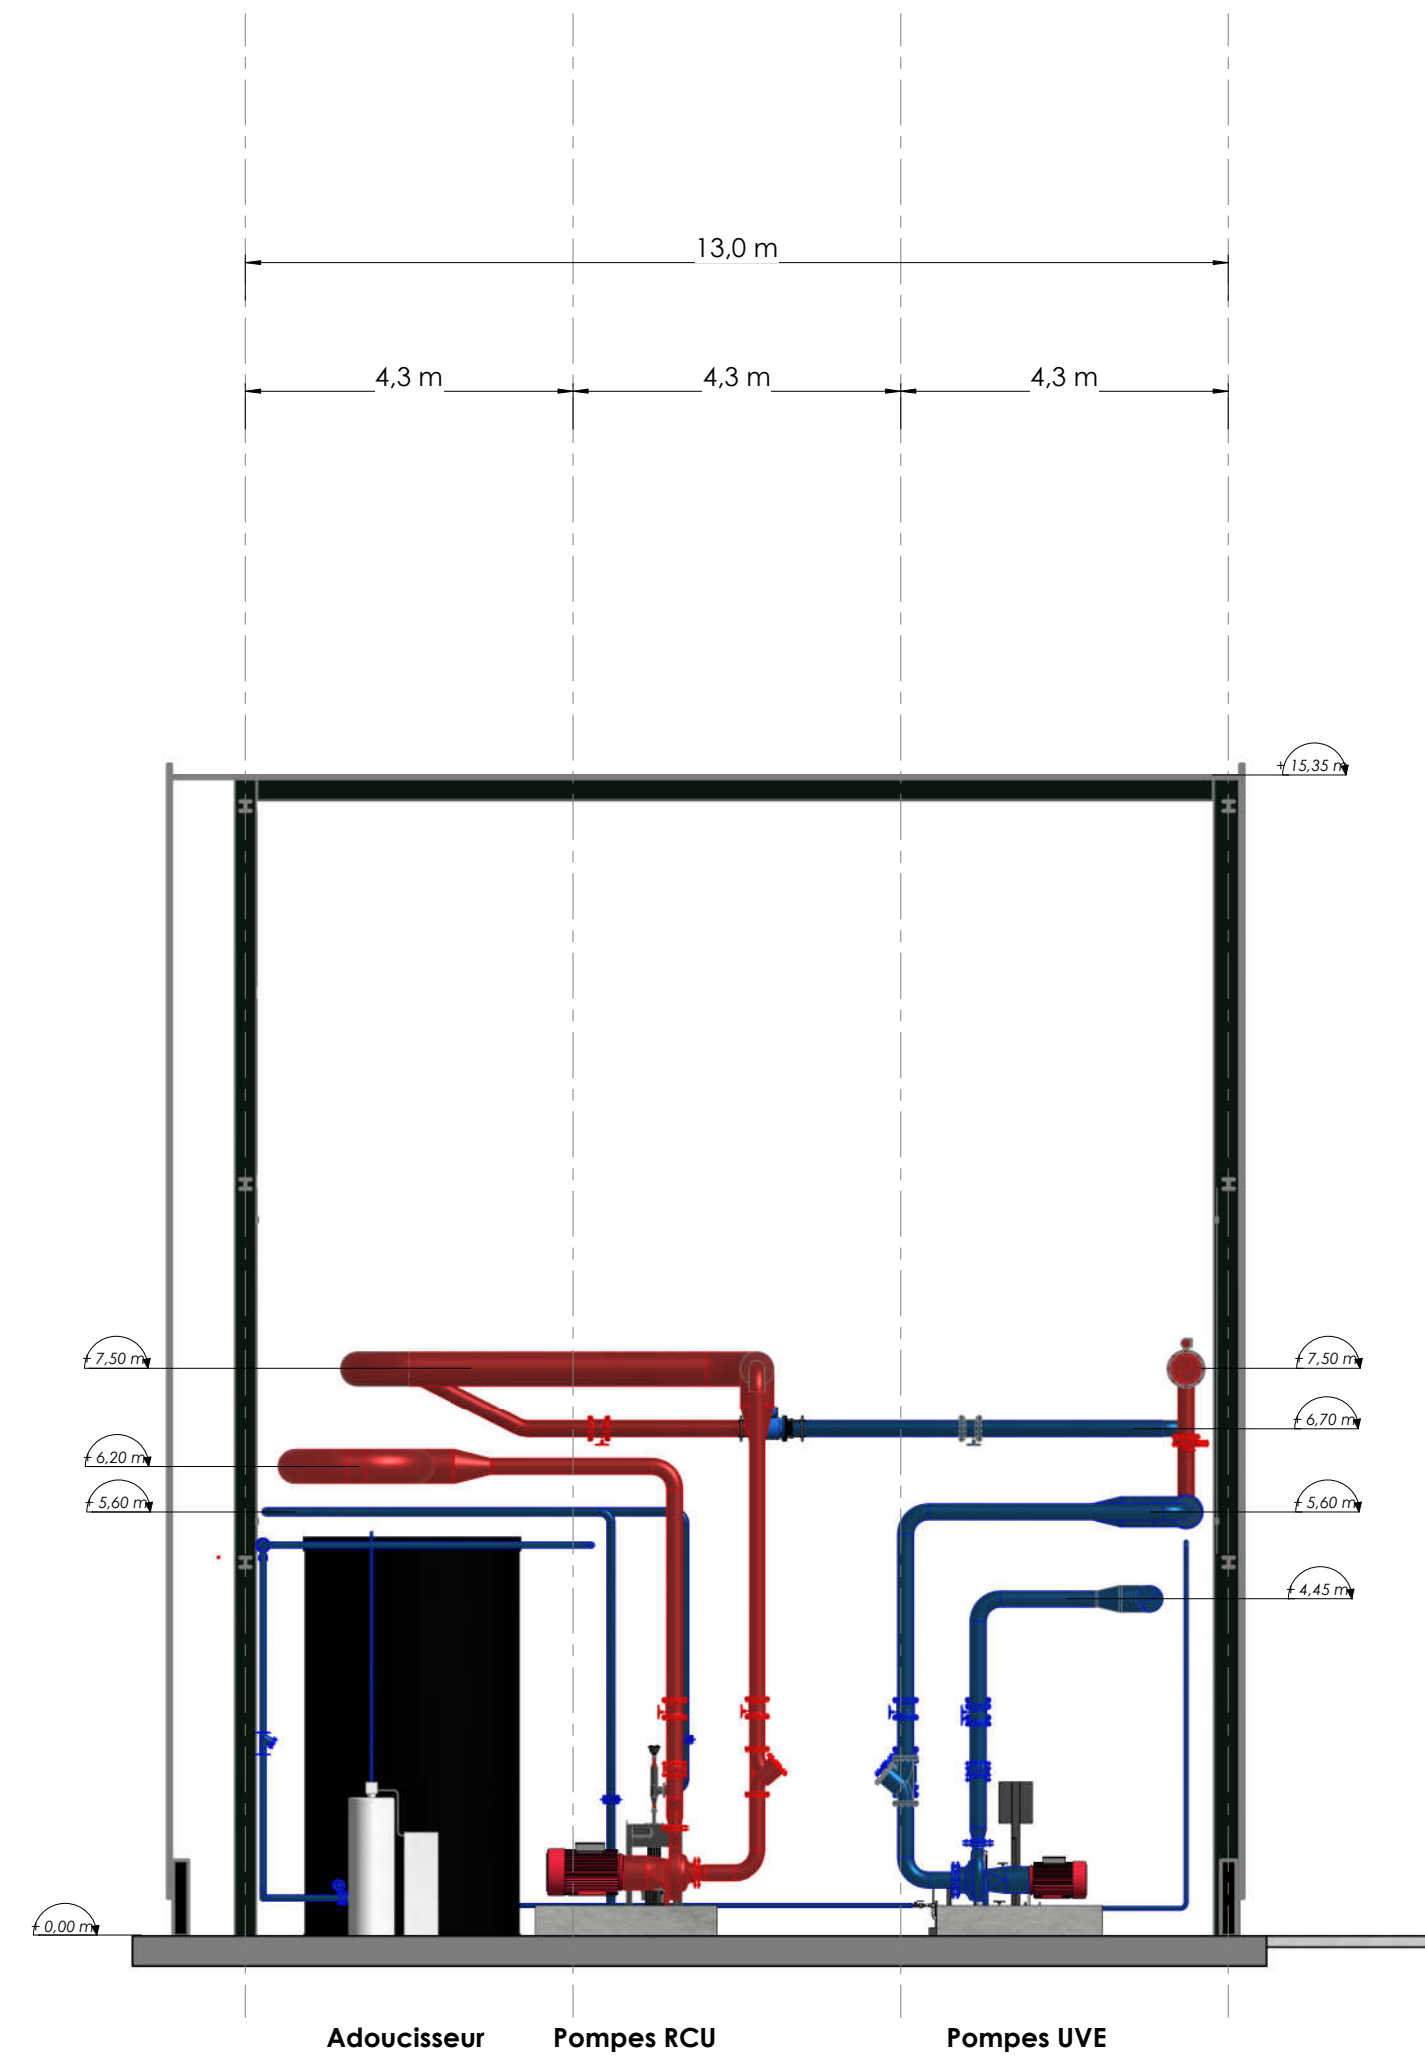 13,0 m
4,3 m 4,3 m 4,3 m
+ 15,35 m
+ 7,50 m + 7,50 m
+ 6,70 m
+ 6,20 m
+ 5,60 m + 5,60 m
+ 4,45 m
+ 0,00 m
Adoucisseur Pompes RCU Pompes UVE